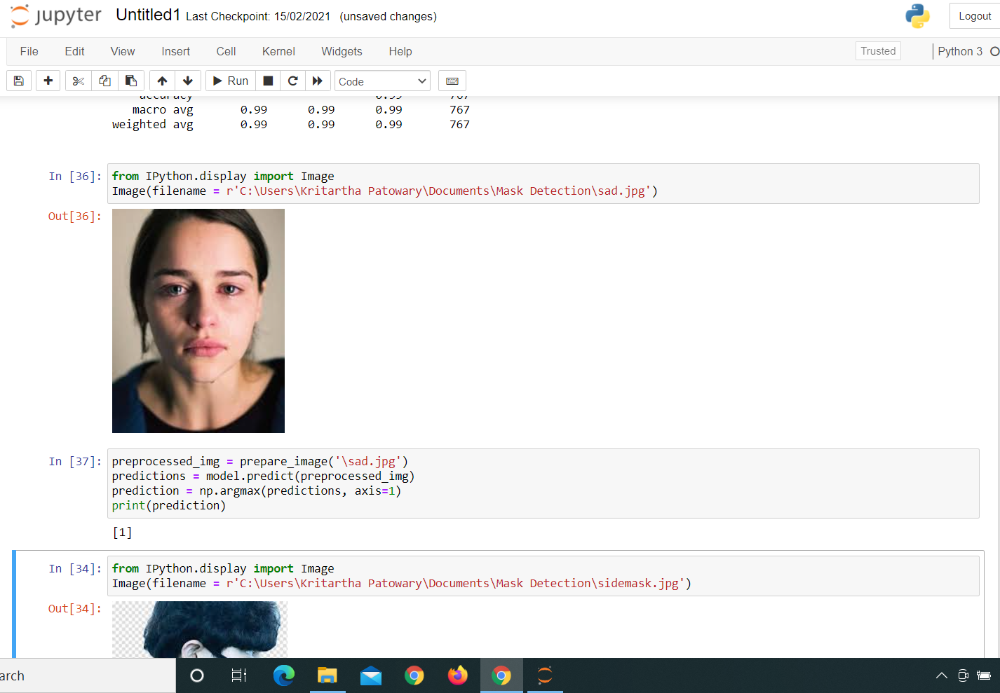 jupyter Untitled1 Last Checkpoint: 15/02/2021 (unsaved changes) Logout
File Edit View Insert Cell Kernel Widgets Help Trusted Python 3
Run Code
accuracy 0.99 767
macro avg 0.99 0.99 0.99 767
weighted avg 0.99 0.99 0.99 767
In [36]: from IPython.display import Image
Image(filename = r'C:\Users\Kritartha Patowary\Documents\Mask Detection\sad.jpg')
Out[36]:
In [37]: preprocessed_img = prepare_image('\sad.jpg')
predictions = model.predict(preprocessed_img)
prediction = np.argmax(predictions, axis=1)
print(prediction)
[1]
In [34]: from IPython.display import Image
Image(filename = r'C:\Users\Kritartha Patowary\Documents\Mask Detection\sidemask.jpg')
Out[34]:
arch